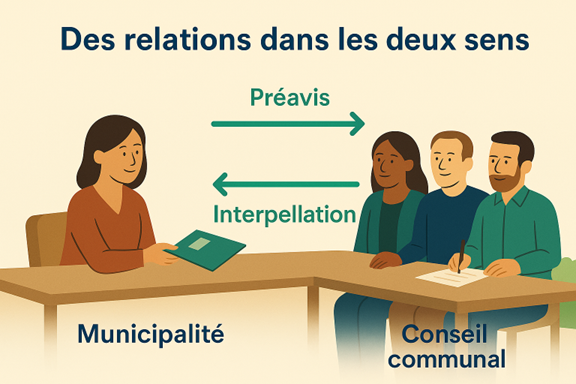 Des relations dans les deux sens
Préavis
Interpellation
Municipalité
Conseil
communal